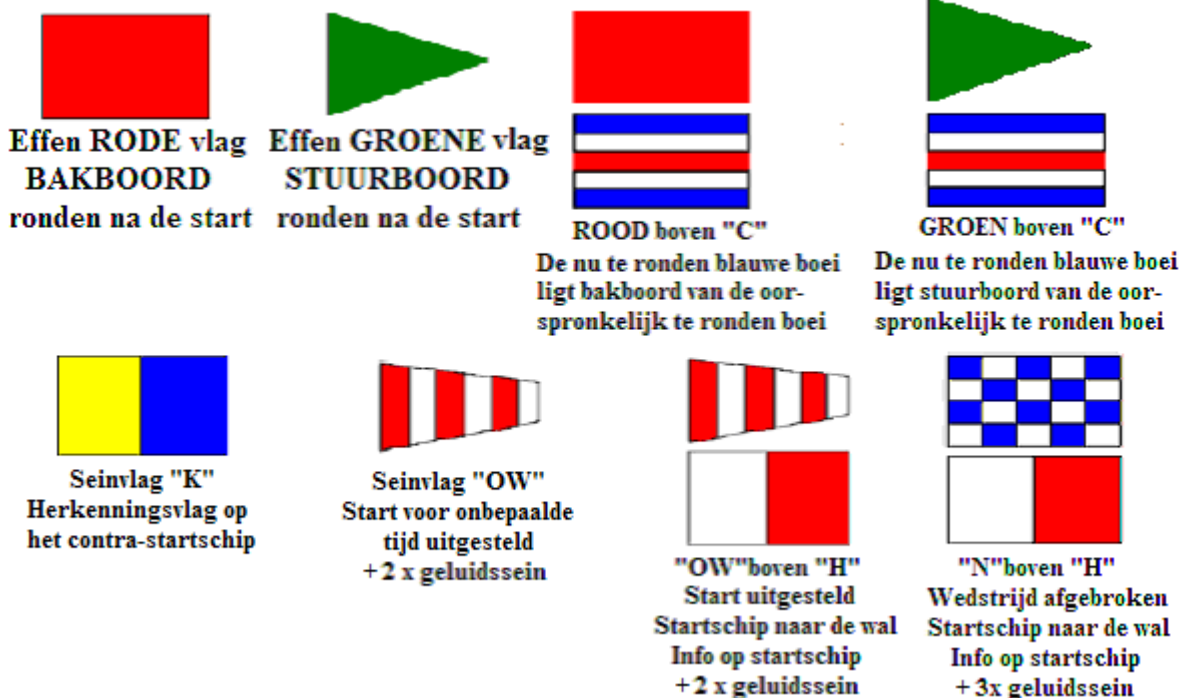 Effen RODE vlag
BAKBOORD
ronden na de start
Effen GROENE vlag
STUURBOORD
ronden na de start
ROOD boven "C"
De nu te ronden blauwe boei
ligt bakboord van de oor-
spronkelijk te ronden boei
GROEN boven "C"
De nu te ronden blauwe boei
ligt stuurboord van de oor-
spronkelijk te ronden boei
Seinvlag "K"
Herkenningsvlag op
het contra-startschip
Seinvlag "OW"
Start voor onbepaalde
tijd uitgesteld
+2 x geluidssein
"OW"boven "H"
Start uitgesteld
Startschip naar de wal
Info op startschip
+2 x geluidssein
"N"boven "H"
Wedstrijd afgebroken
Startschip naar de wal
Info op startschip
+3x geluidssein